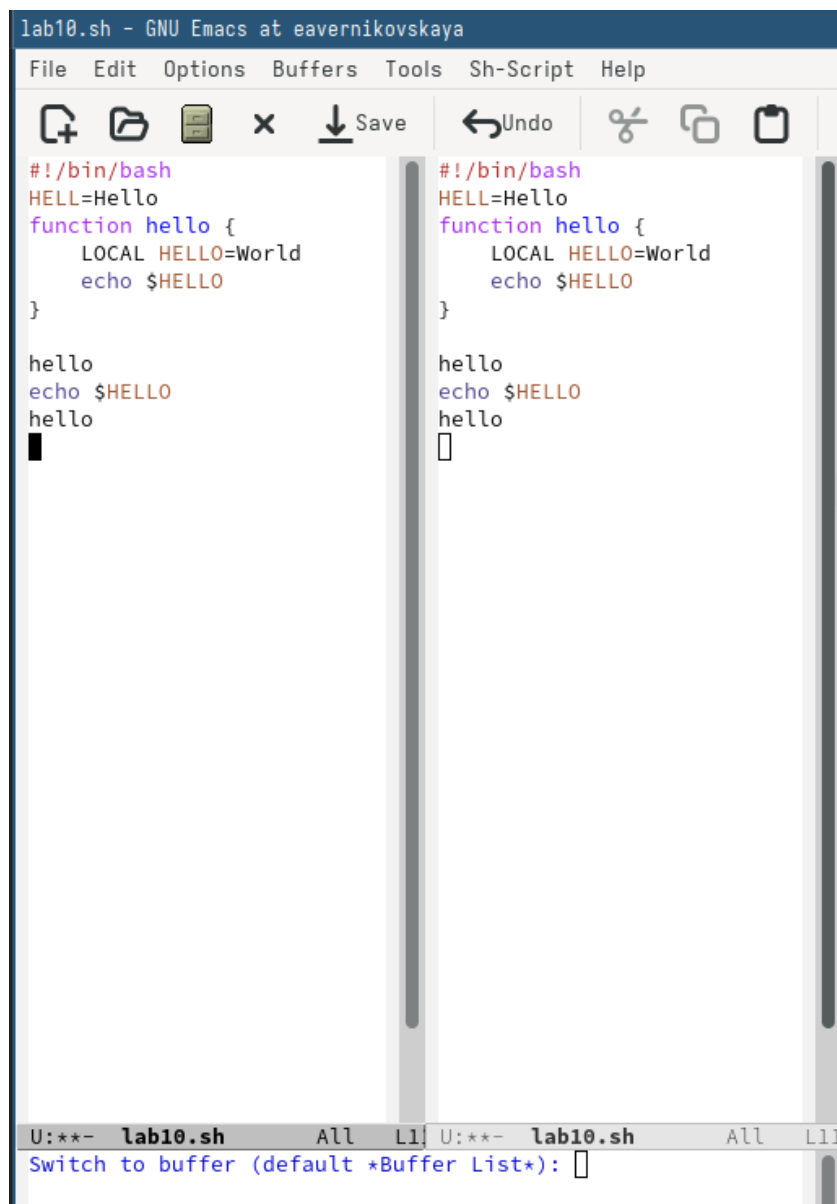 lab10.sh – GNU Emacs at eavernikovskaya
File Edit Options Buffers Tools Sh-Script Help
Save Undo
#!/bin/bash
HELL=Hello
function hello {
    LOCAL HELLO=World
    echo $HELLO
}
hello
echo $HELLO
hello
#!/bin/bash
HELL=Hello
function hello {
    LOCAL HELLO=World
    echo $HELLO
}
hello
echo $HELLO
hello
U:**- lab10.sh All
U:**- lab10.sh All
Switch to buffer (default *Buffer List*):